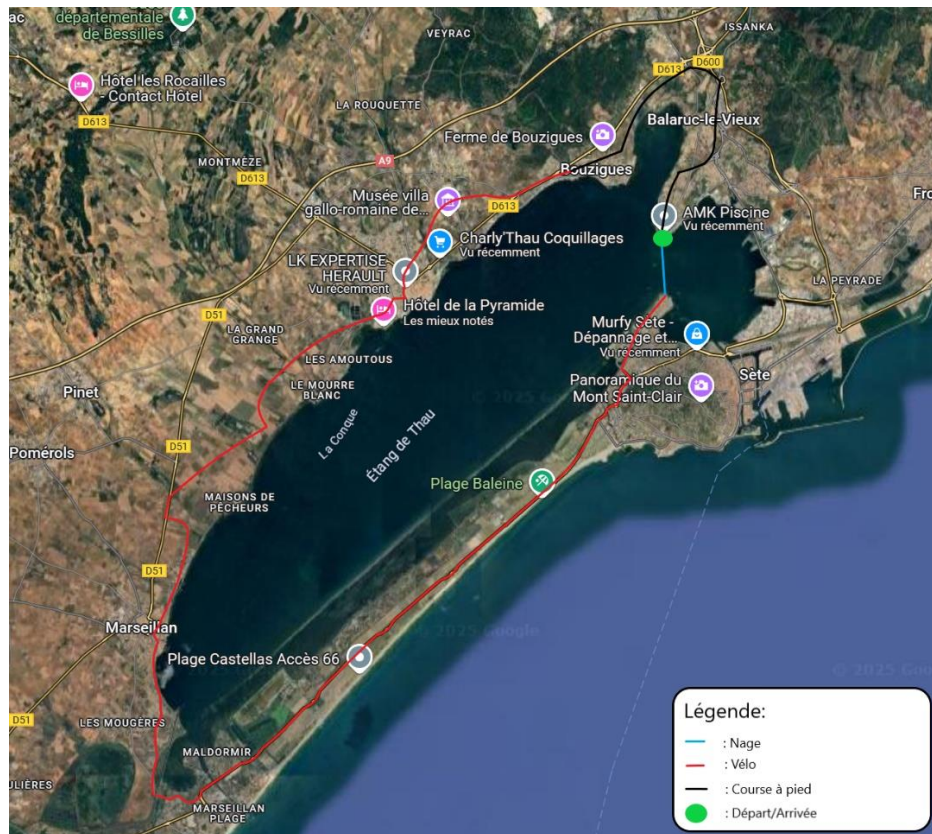 ac
départementale
de Bessilles
VEYRAC
ISSANKA
D613
D600
Hôtel les Rocailles
- Contact Hôtel
LA ROUQUETTE
D613
Ferme de Bouzigues
Balaruc-le-Vieux
MONTMÈZE
A9
Bouzigues
D613
Musée villa
gallo-romaine de...
D613
Fro
AMK Piscine
Vu récemment
Charly'Thau Coquillages
Vu récemment
LK EXPERTISE
HERAULT
Vu récemment
LA PEYRADE
Hôtel de la Pyramide
Les mieux notés
D51
LA GRAND
GRANGE
Murfy Sète -
Dépannage et...
Vu récemment
LES AMOUTOUS
Sète
Pinet
LE MOURRE
BLANC
Panoramique du
Mont Saint-Clair
La Conque
Étang de Thau
D51
Pomérols
Plage Baleine
MAISONS DE
PÊCHEURS
D51
Marseillan
© 2025 Google
Plage Castellas Accès 66
© 2025 Goo
D51
LES MOUGÈRES
MALDORMIR
ULIÈRES
MARSEILLAN
PLAGE
Légende:
: Nage
: Vélo
: Course à pied
: Départ/Arrivée